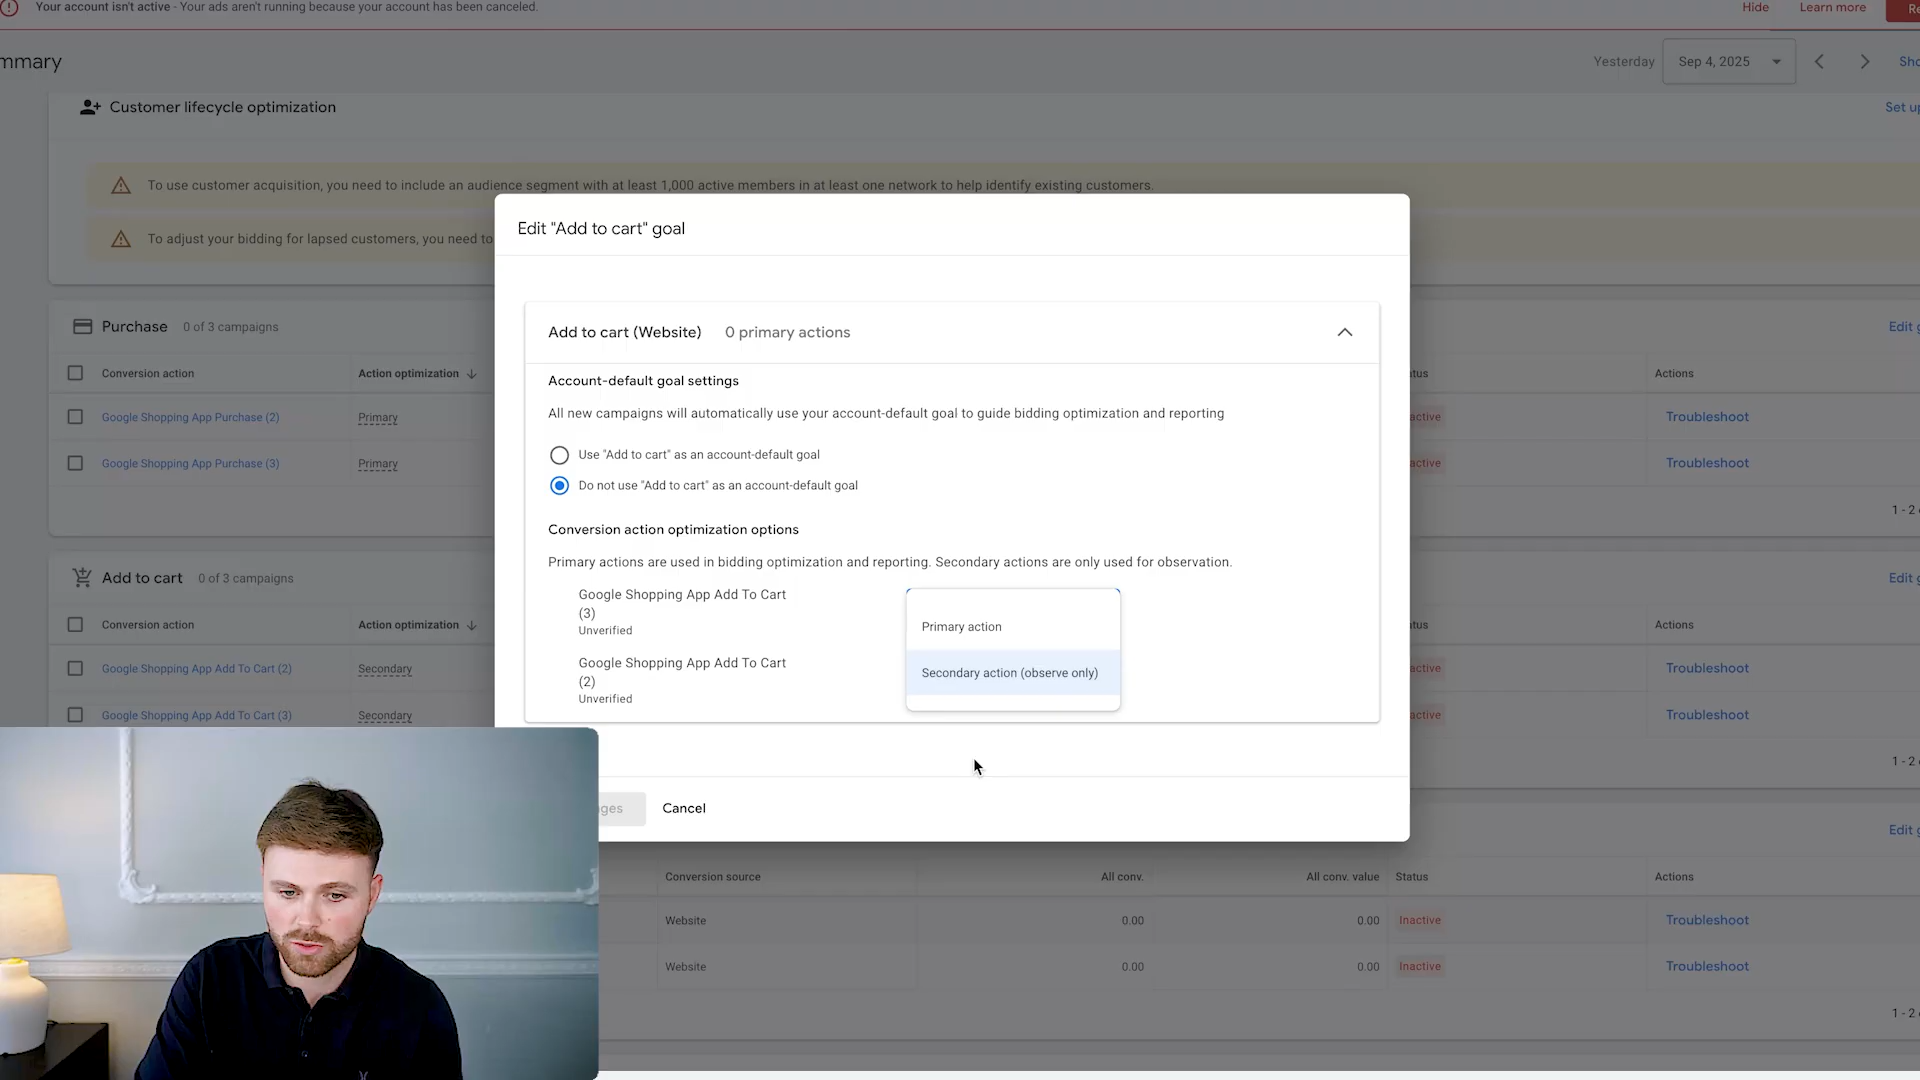 Your account isn't active - Your ads aren't running because your account has been canceled.
Hide
Learn more
mmary
Yesterday
Sep 4, 2025
Customer lifecycle optimization
To use customer acquisition, you need to include an audience segment with at least 1,000 active members in at least one network to help identify existing customers.
To adjust your bidding for lapsed customers, you need to
Edit "Add to cart" goal
Add to cart (Website)
0 primary actions
Account-default goal settings
All new campaigns will automatically use your account-default goal to guide bidding optimization and reporting
Use "Add to cart" as an account-default goal
Do not use "Add to cart" as an account-default goal
Conversion action optimization options
Primary actions are used in bidding optimization and reporting. Secondary actions are only used for observation.
Google Shopping App Add To Cart
(3)
Unverified
Google Shopping App Add To Cart
(2)
Unverified
Primary action
Secondary action (observe only)
Cancel
Purchase 0 of 3 campaigns
Edit
Conversion action
Action optimization
Actions
Google Shopping App Purchase (2)
Primary
Troubleshoot
Google Shopping App Purchase (3)
Primary
Troubleshoot
1 - 2
Add to cart 0 of 3 campaigns
Edit
Conversion action
Action optimization
Actions
Google Shopping App Add To Cart (2)
Secondary
Troubleshoot
Google Shopping App Add To Cart (3)
Secondary
Troubleshoot
1 - 2
Edit
Conversion source
All conv.
All conv. value
Status
Actions
Website
0.00
0.00
Inactive
Troubleshoot
Website
0.00
0.00
Inactive
Troubleshoot
1 - 2